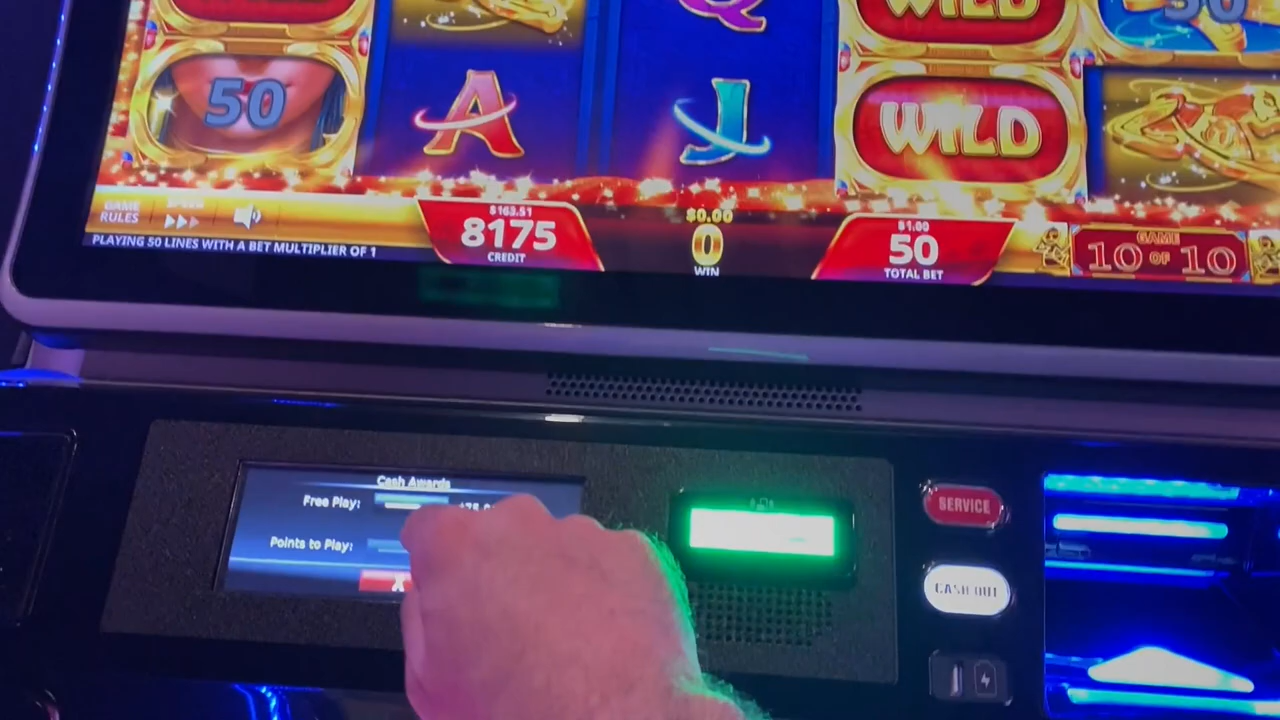 WILD
50
50
A
J
WILD
GAME
RULES
$163.51
8175
CREDIT
$0.00
0
WIN
$1.00
50
TOTAL BET
GAME
10 OF 10
PLAYING 50 LINES WITH A BET MULTIPLIER OF 1
Cash Awards
Free Play:
Points to Play:
SERVICE
CASH OUT